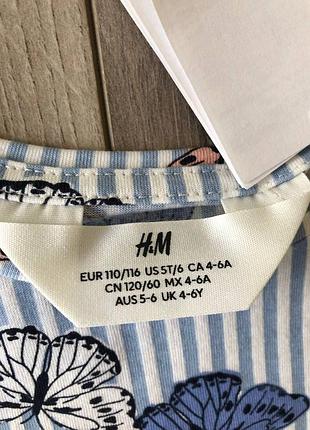 H&M
EUR 110/116 US 5T/6 CA 4-6A
CN 120/60 MX 4-6A
AUS 5-6 UK 4-6Y